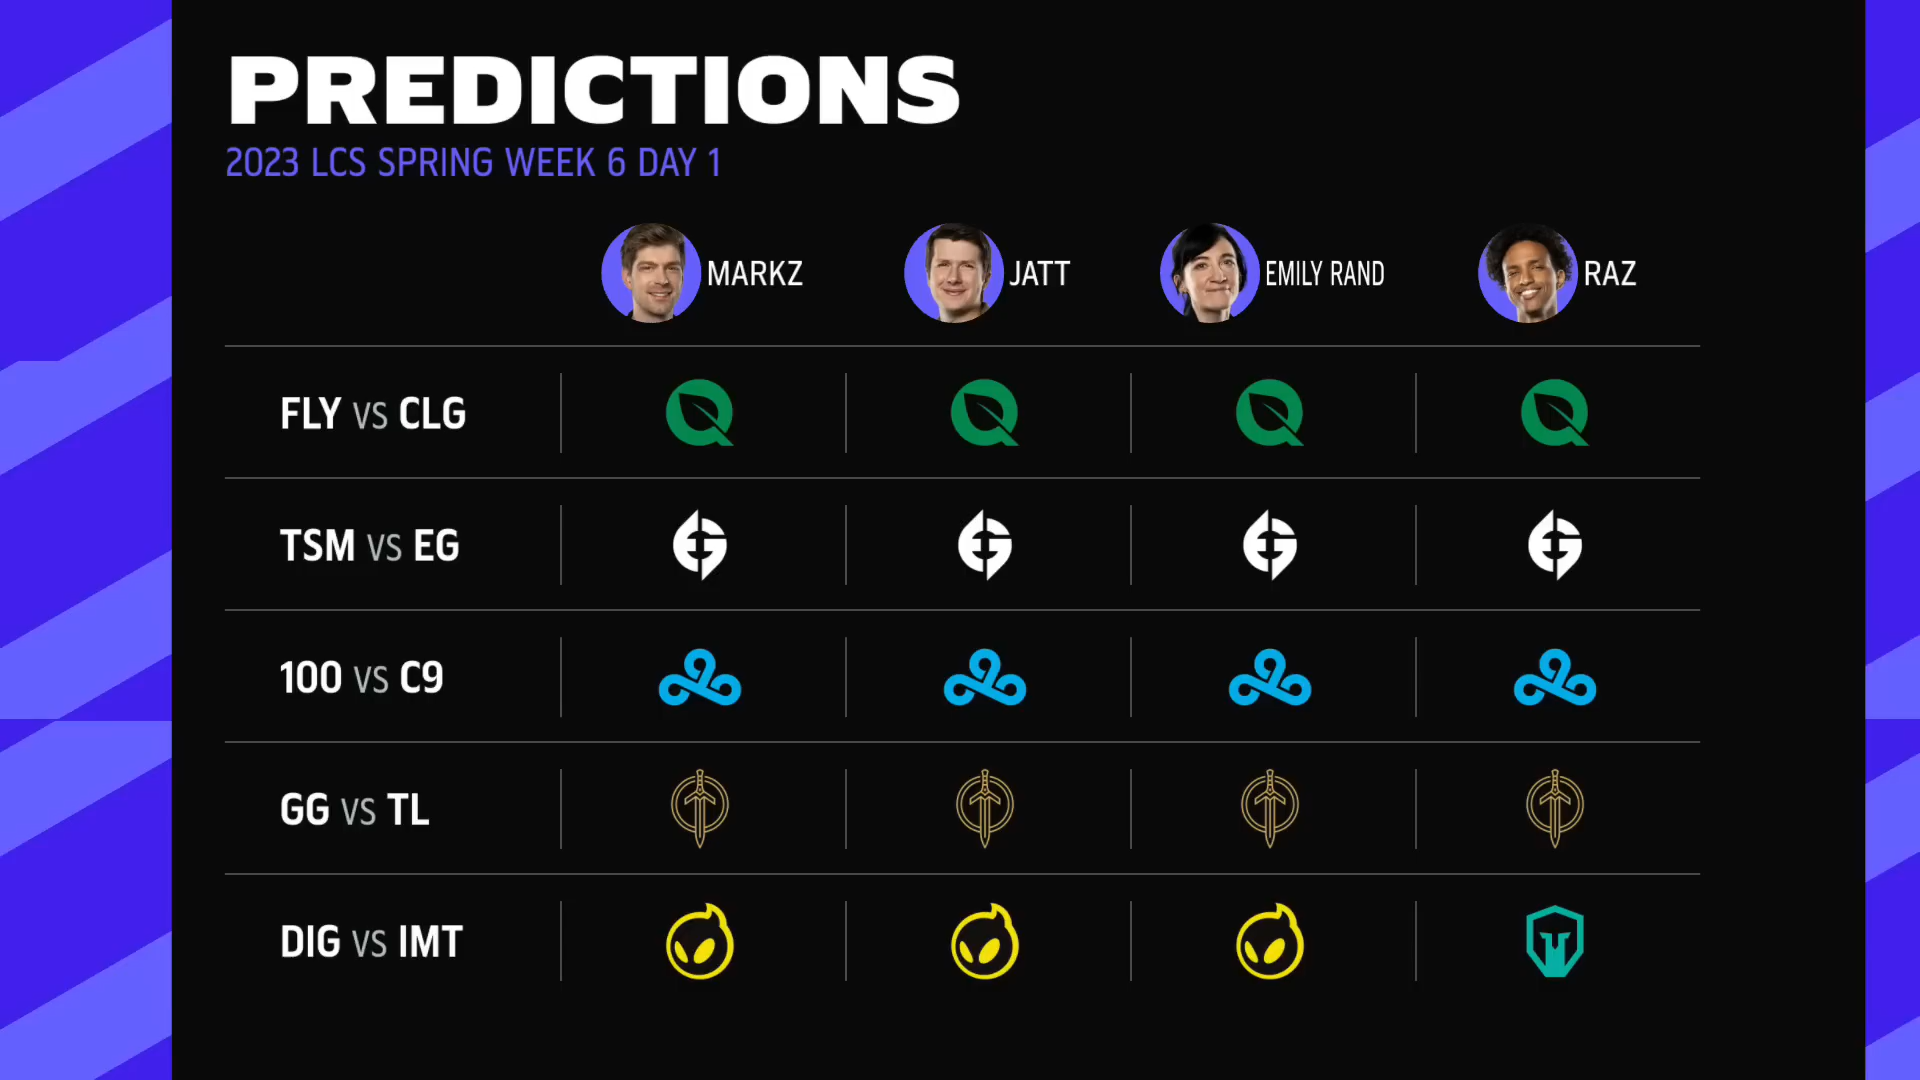 PREDICTIONS
2023 LCS SPRING WEEK 6 DAY 1
MARKZ JATT EMILY RAND RAZ
FLY VS CLG
TSM VS EG
100 VS C9
GG VS TL
DIG VS IMT